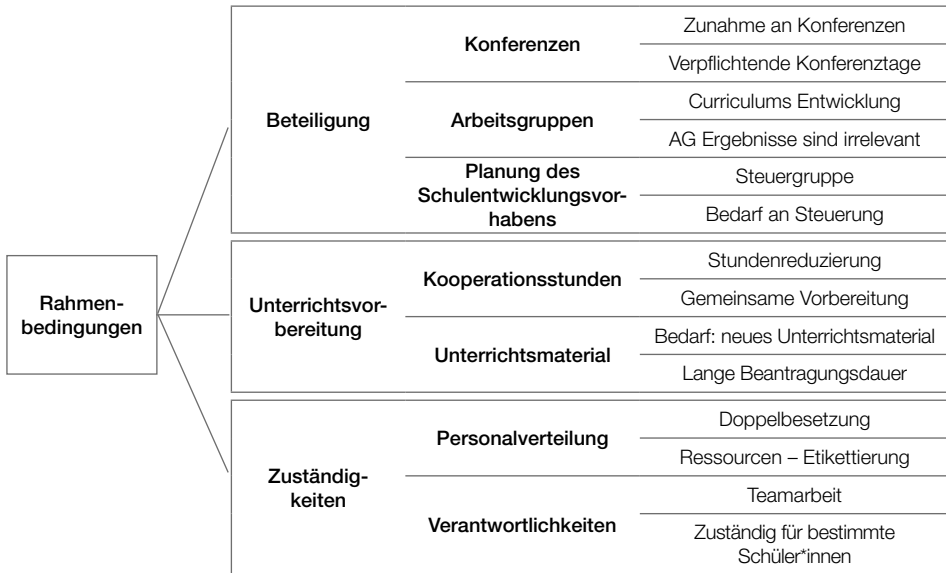 Rahmen-
bedingungen
Beteiligung
Konferenzen
Zunahme an Konferenzen
Verpflichtende Konferenztage
Arbeitsgruppen
Curriculums Entwicklung
AG Ergebnisse sind irrelevant
Planung des
Schulentwicklungsvor-
habens
Steuergruppe
Bedarf an Steuerung
Unterrichtsvor-
bereitung
Kooperationsstunden
Stundenreduzierung
Gemeinsame Vorbereitung
Unterrichtsmaterial
Bedarf: neues Unterrichtsmaterial
Lange Beantragungsdauer
Zuständig-
keiten
Personalverteilung
Doppelbesetzung
Ressourcen – Etikettierung
Verantwortlichkeiten
Teamarbeit
Zuständig für bestimmte
Schüler*innen